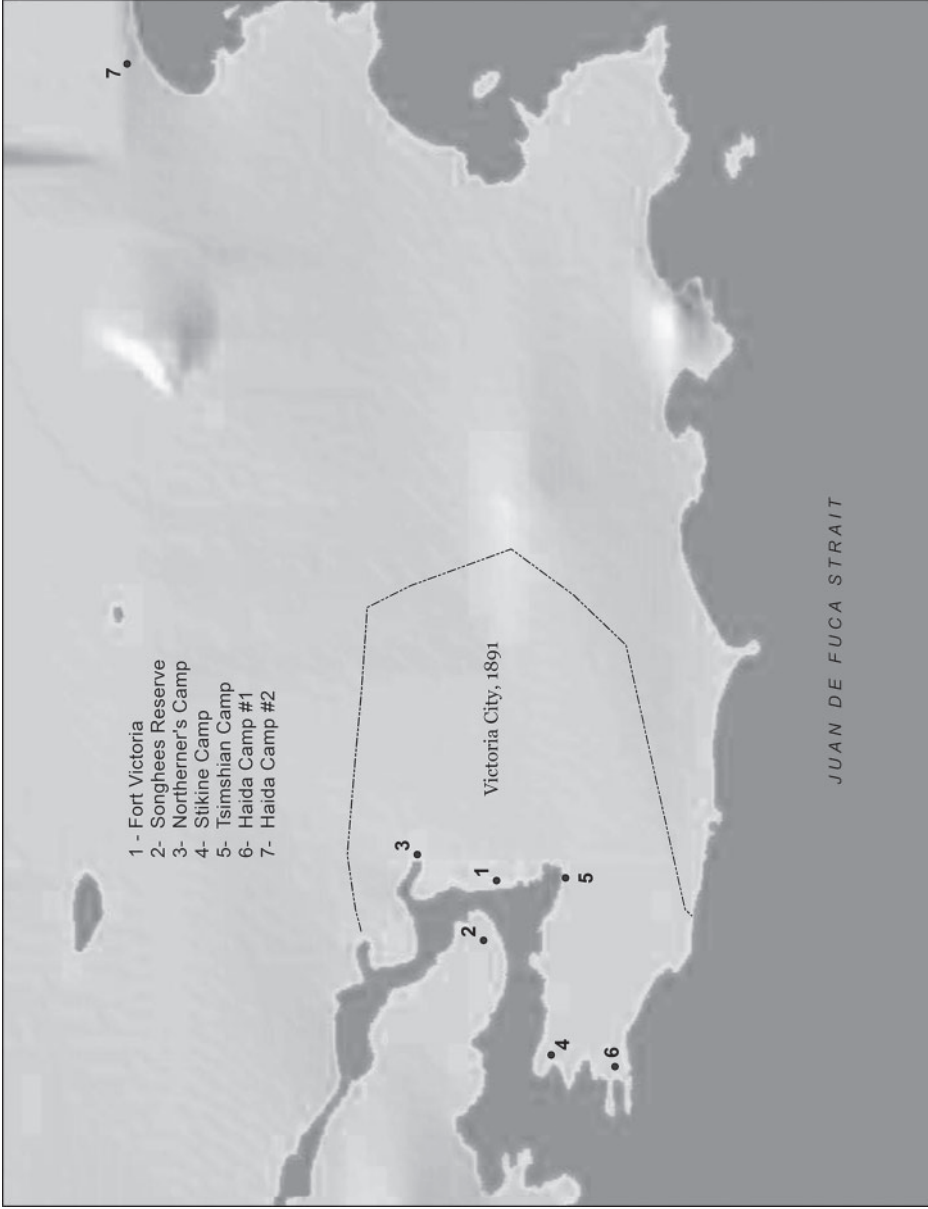 1 - Fort Victoria
2- Songhees Reserve
3- Northerner's Camp
4- Stikine Camp
5- Tsimshian Camp
6- Haida Camp #1
7- Haida Camp #2
7
3
Victoria City, 1891
1
2
5
4
6
JUAN DE FUCA STRAIT